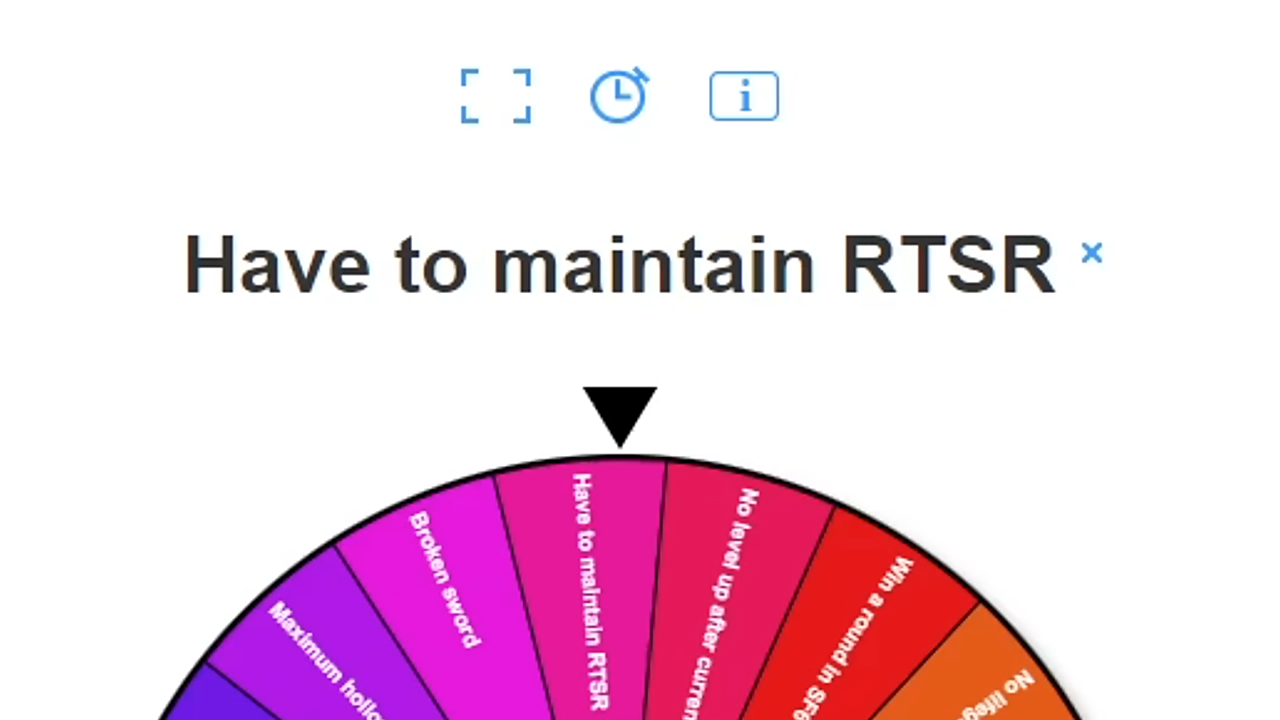 Have to maintain RTSR
Maximum
Broken sword
Have to maintain RTSR
No level up after
Win a round in SF6
No